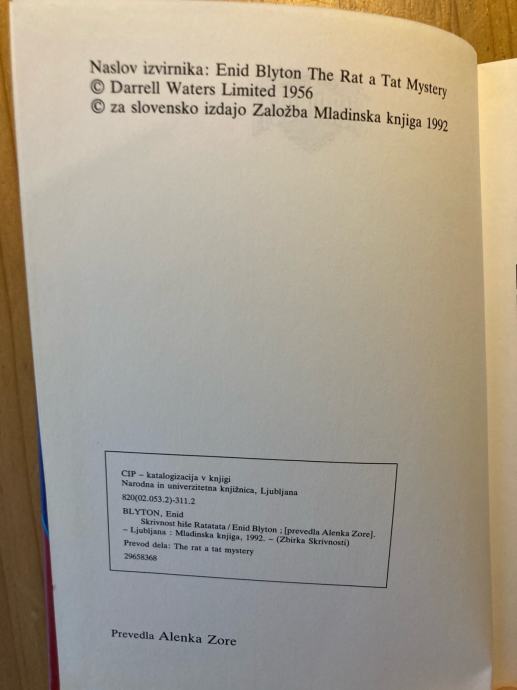 Naslov izvirnika: Enid Blyton The Rat a Tat Mystery
© Darrell Waters Limited 1956
© za slovensko izdajo Založba Mladinska knjiga 1992
CIP – katalogizacija v knjigi
Narodna in univerzitetna knjižnica, Ljubljana
820(02.053.2)-311.2
BLYTON, Enid
Skrivnost hiše Ratatata / Enid Blyton ; [prevedla Alenka Zore].
– Ljubljana : Mladinska knjiga, 1992. – (Zbirka Skrivnosti)
Prevod dela: The rat a tat mystery
29658368
Prevedla Alenka Zore